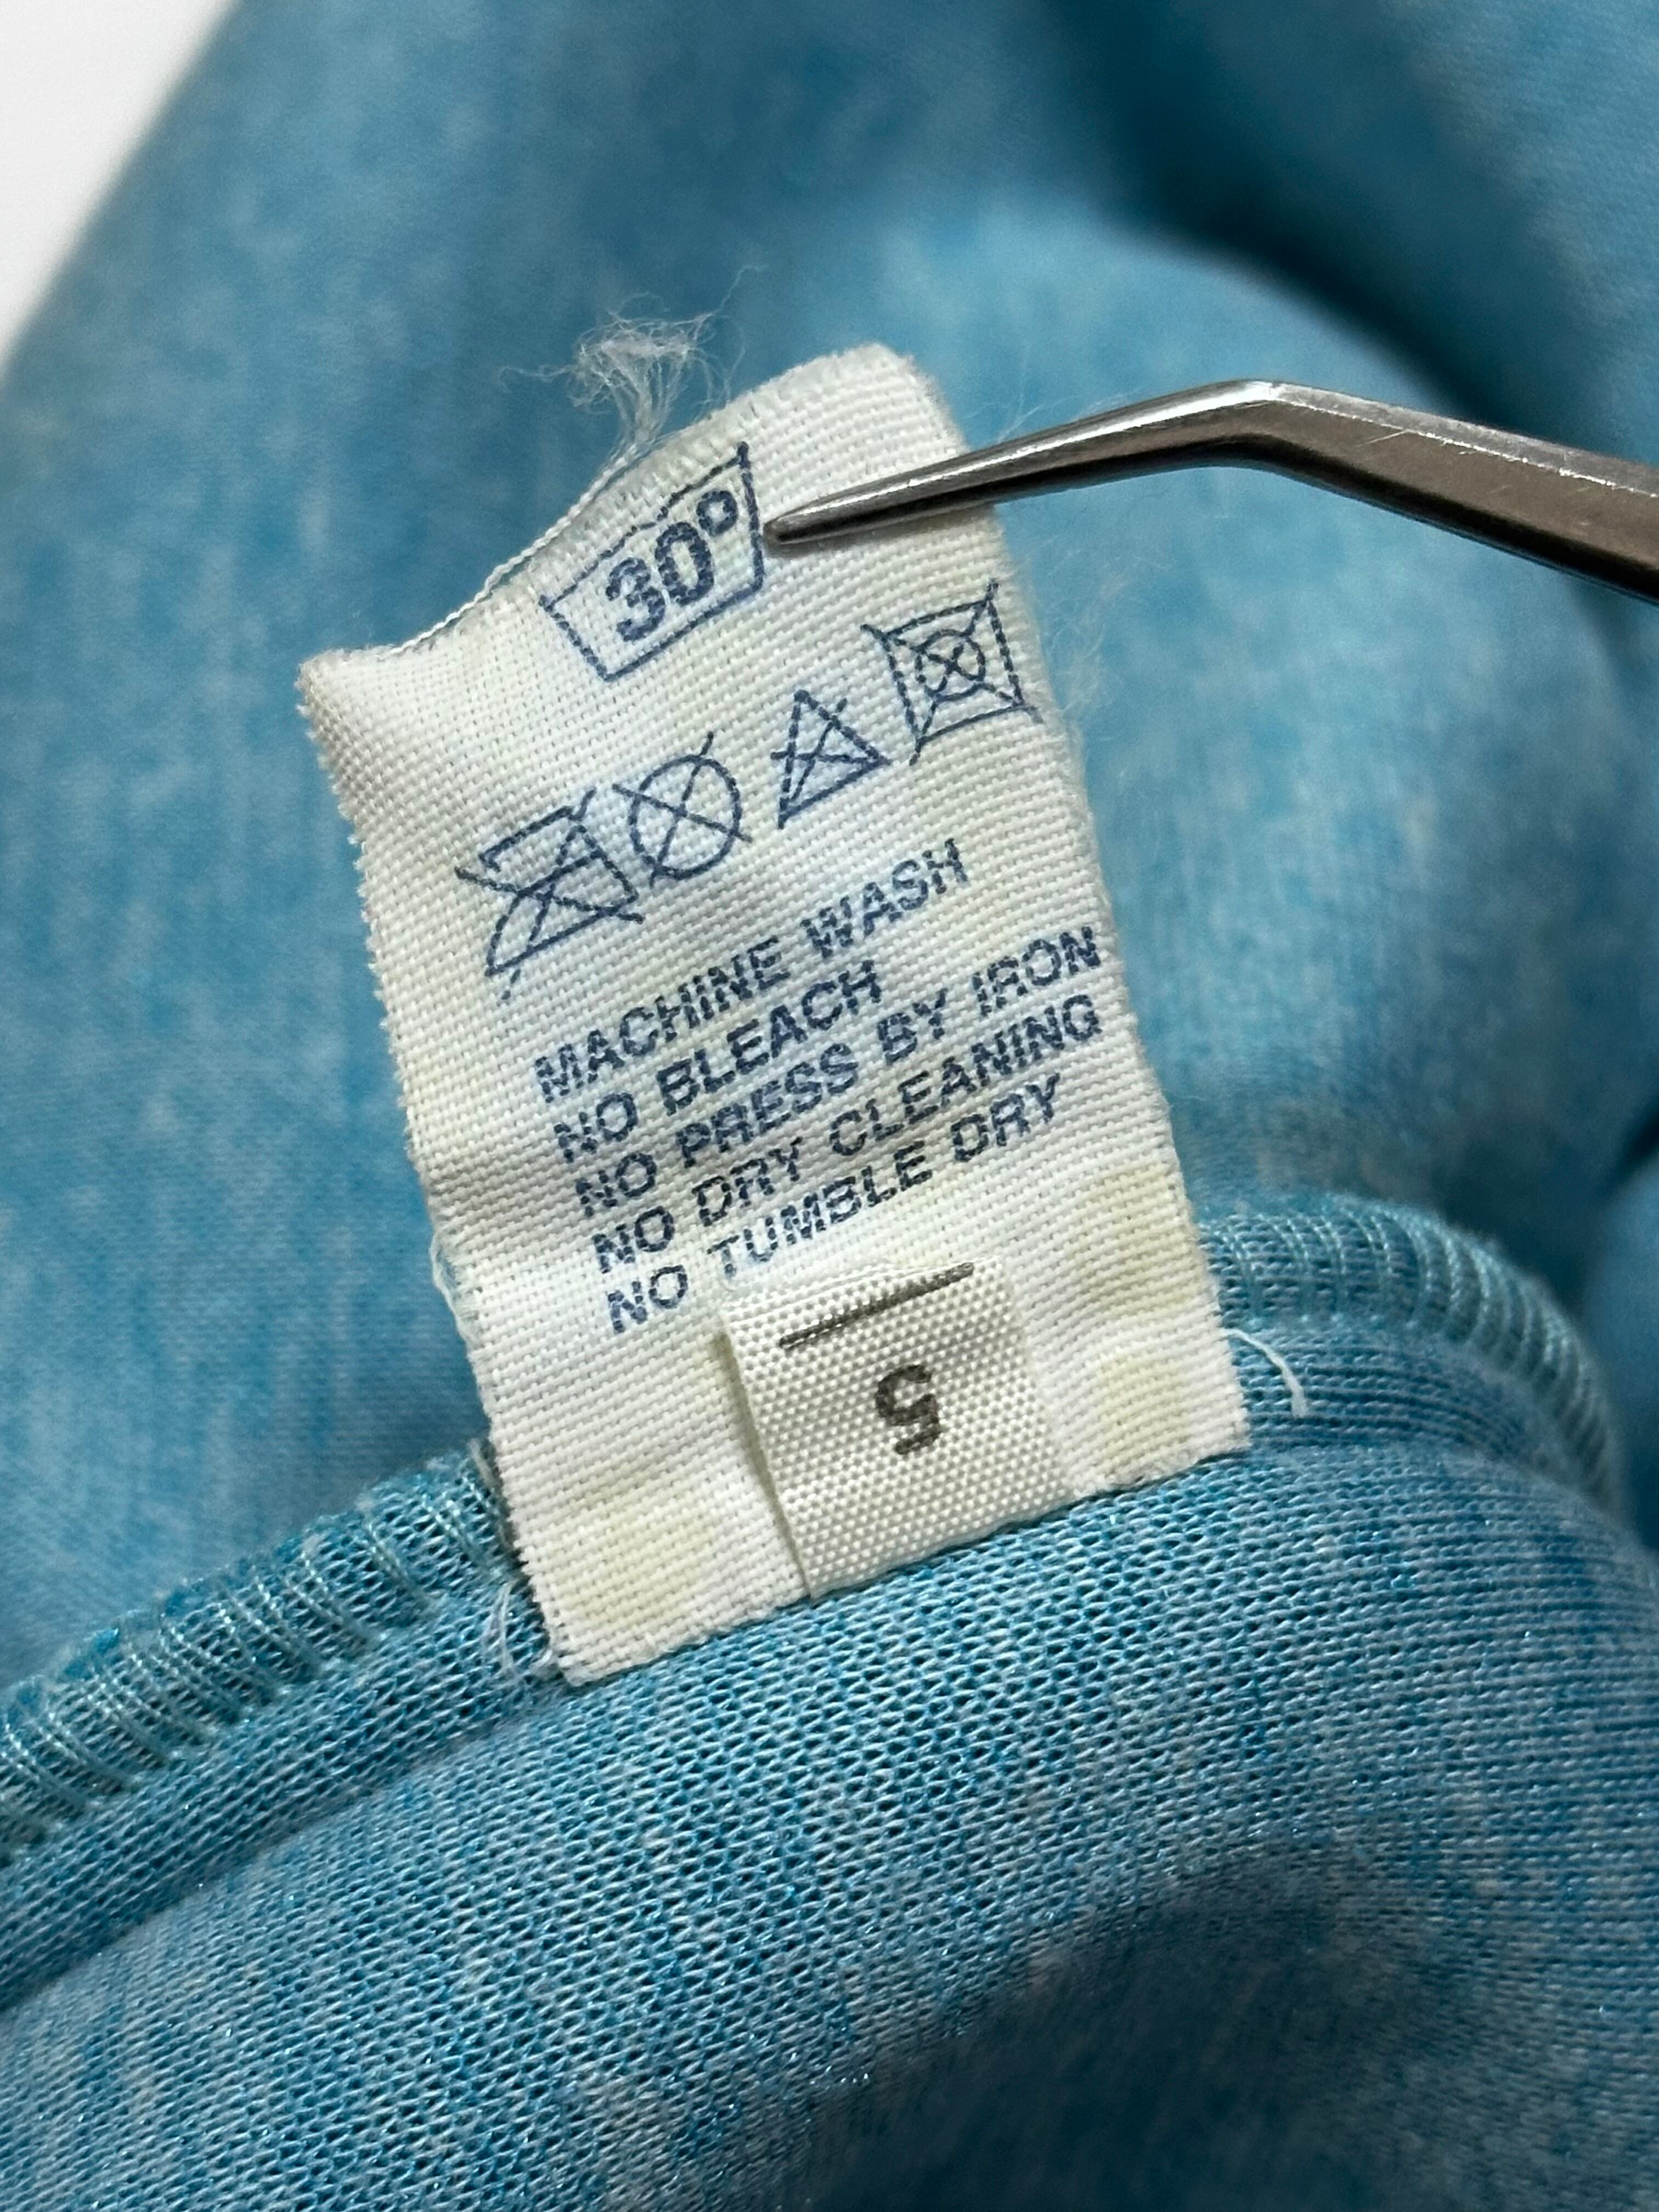 30°
MACHINE WASH
NO BLEACH
NO PRESS BY IRON
NO DRY CLEANING
NO TUMBLE DRY
5